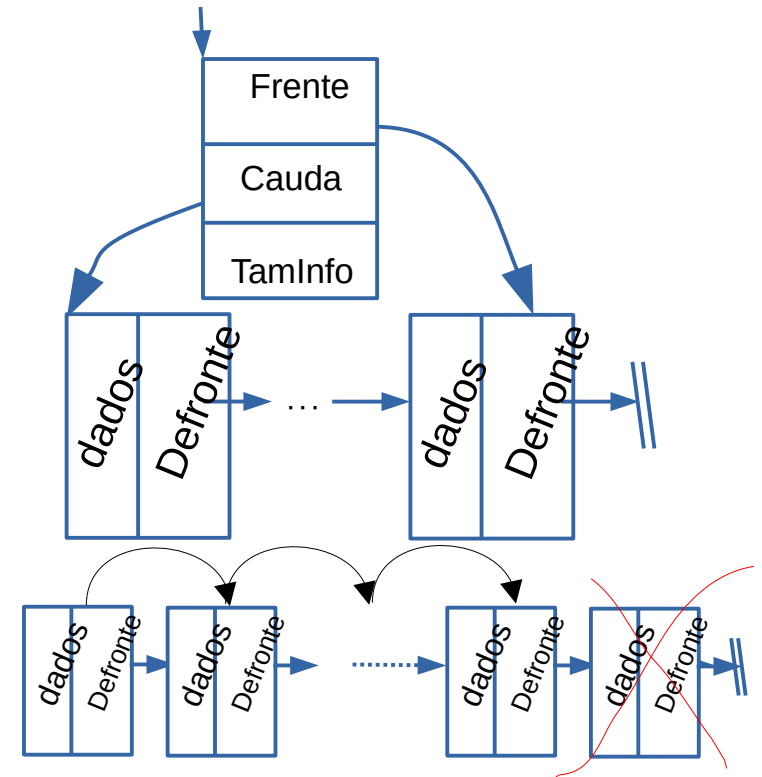 Frente
Cauda
TamInfo
dados
Defronte
...
dados
Defronte
dados
Defronte
dados
Defronte
dados
Defronte
dados
Defronte